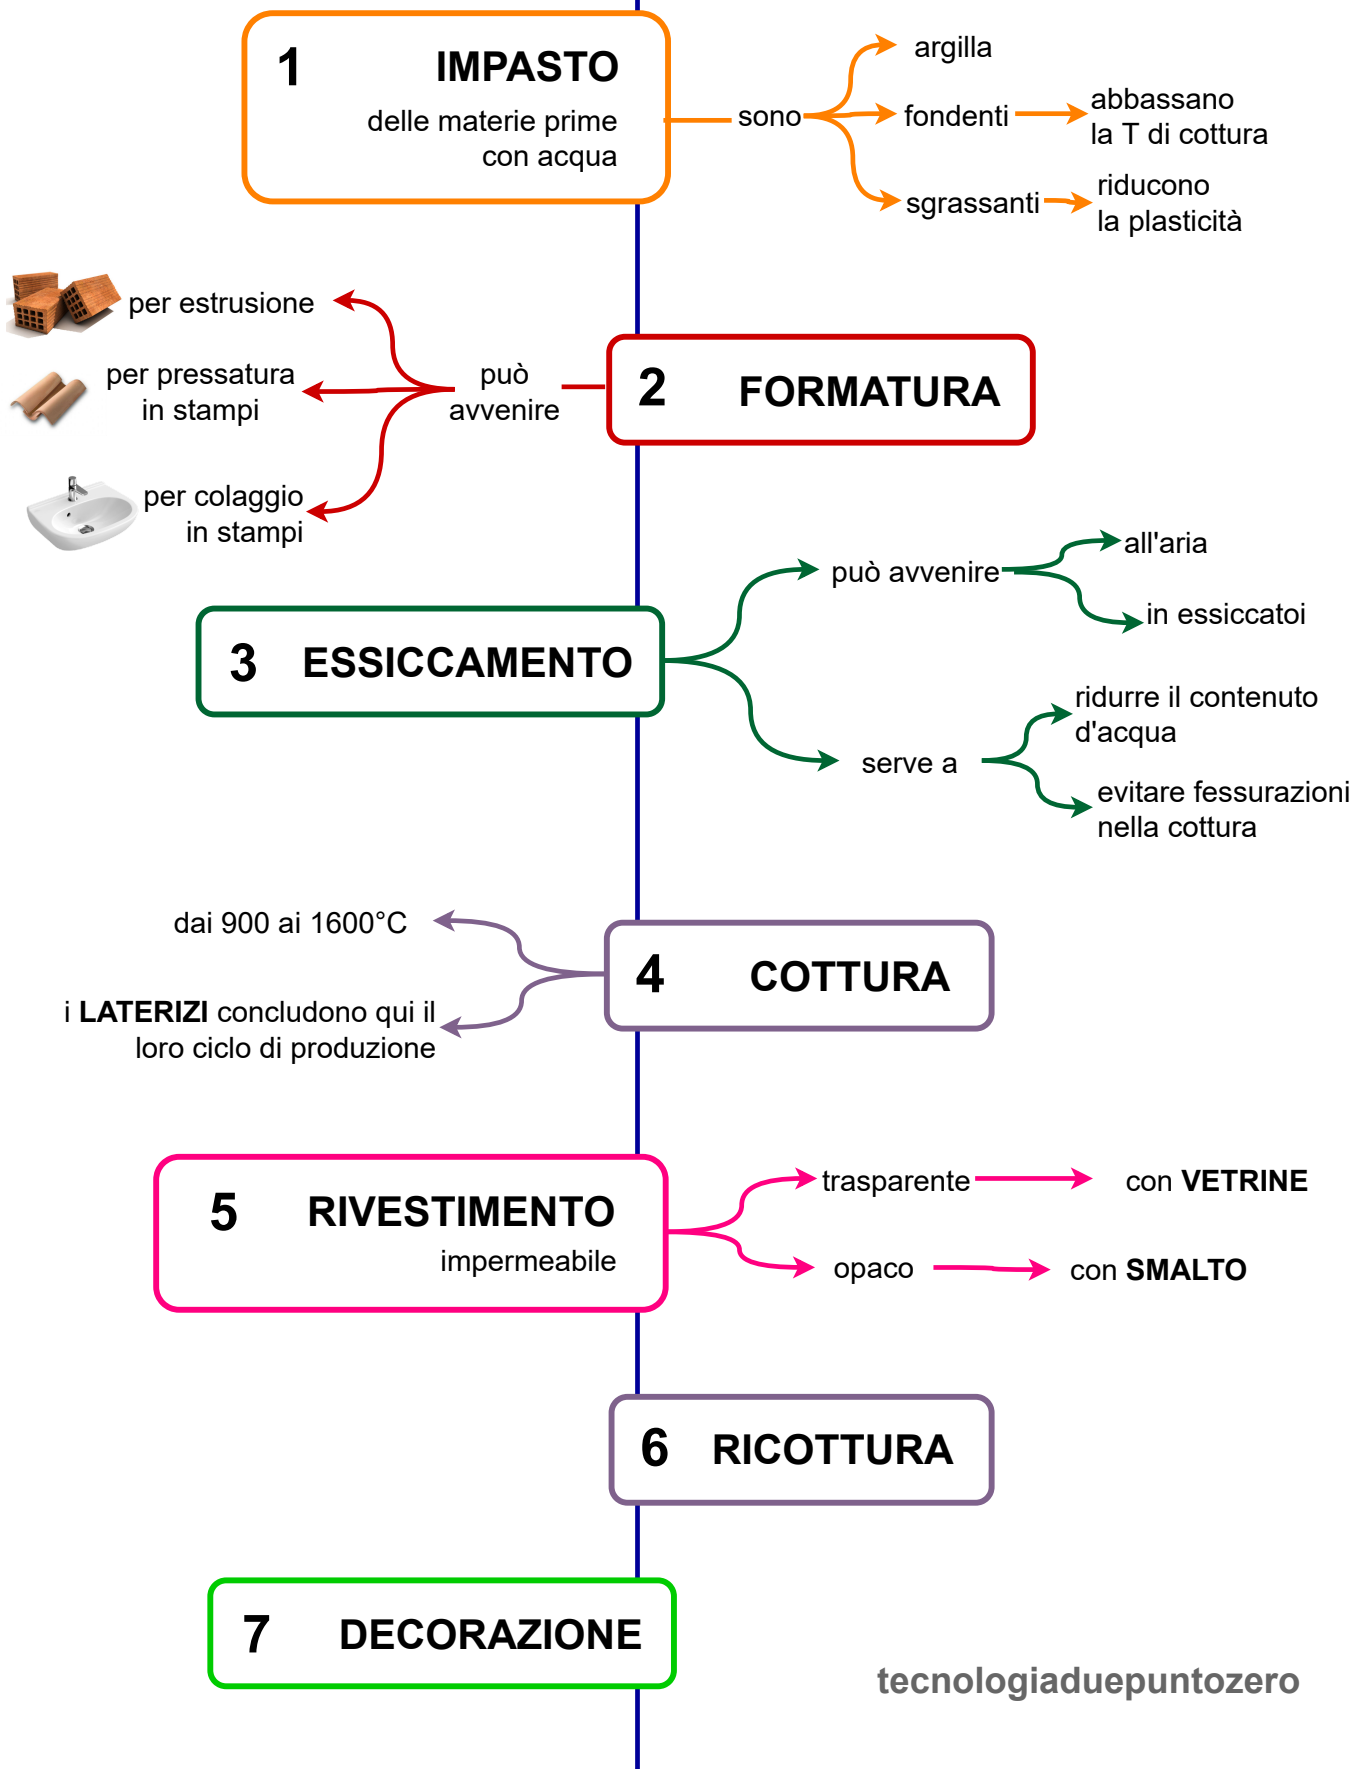 1 IMPASTO
delle materie prime
con acqua
sono
argilla
fondenti
abbassano
la T di cottura
sgrassanti
riducono
la plasticità
2 FORMATURA
può
avvenire
per estrusione
per pressatura
in stampi
per colaggio
in stampi
3 ESSICCAMENTO
può avvenire
all'aria
in essiccatoi
serve a
ridurre il contenuto
d'acqua
evitare fessurazioni
nella cottura
4 COTTURA
dai 900 ai 1600°C
i LATERIZI concludono qui il
loro ciclo di produzione
5 RIVESTIMENTO
impermeabile
trasparente
con VETRINE
opaco
con SMALTO
6 RICOTTURA
7 DECORAZIONE
tecnologiaduepuntozero